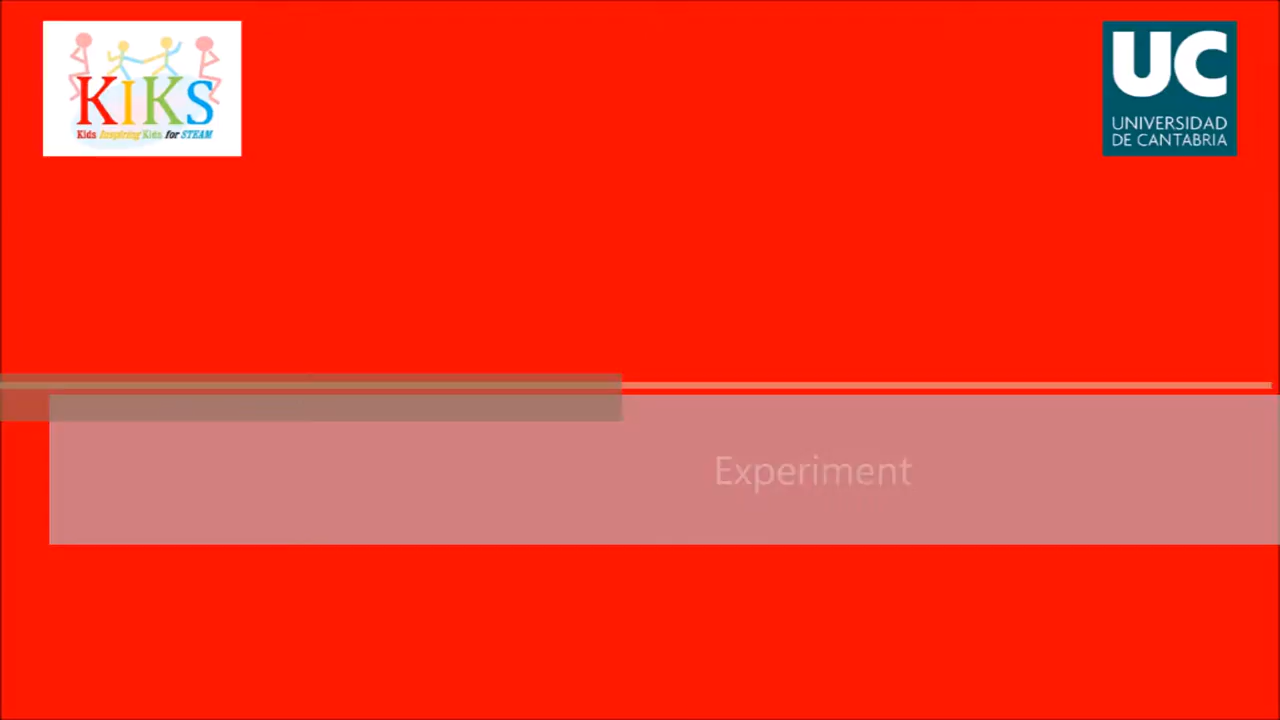 KIKS
Kids Inspiring Kids for STEAM
UC
UNIVERSIDAD
DE CANTABRIA
Experiment